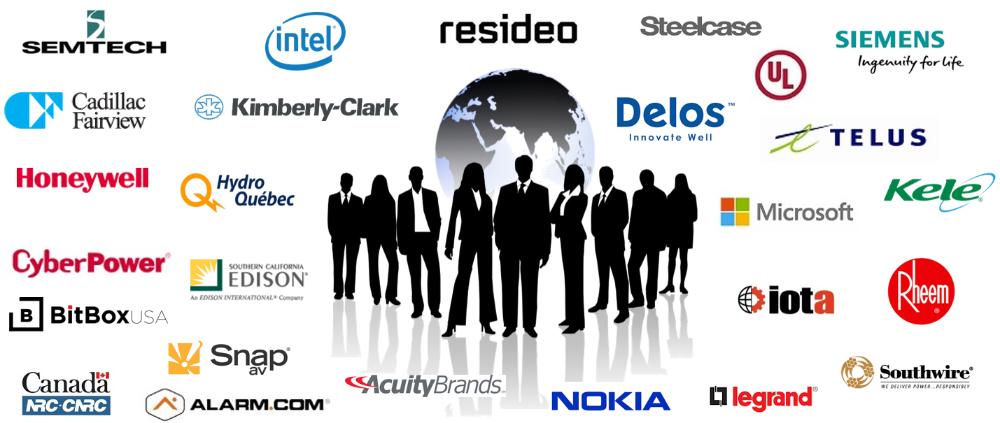 SEMTECH
intel®
resideo
Steelcase
SIEMENS
Ingenuity for life
UL
Cadillac
Fairview
Kimberly-Clark
Delos™
Innovate Well
TELUS
Honeywell
Hydro
Québec
Microsoft
Kele®
CyberPower®
SOUTHERN CALIFORNIA
EDISON®
An EDISON INTERNATIONAL® Company
B BitBoxUSA
iota
Rheem®
Snap®
av
Canadä
NRC·CNRC
ALARM.COM®
AcuityBrands
NOKIA
legrand®
Southwire®
WE DELIVER POWER...RESPONSIBLY